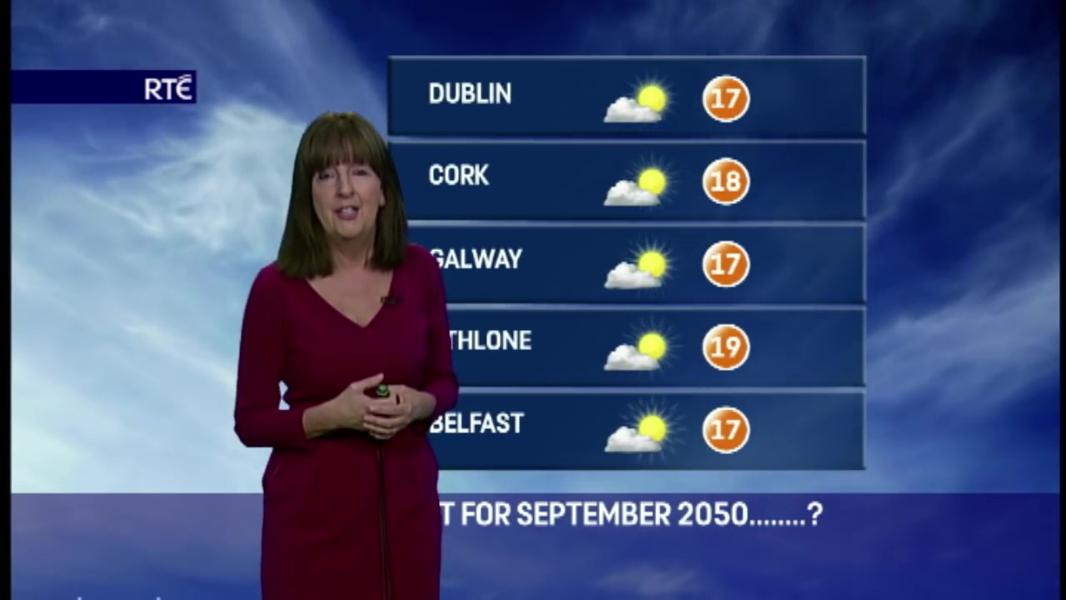 RTÉ
DUBLIN 17
CORK 18
GALWAY 17
THLONE 19
BELFAST 17
T FOR SEPTEMBER 2050........?